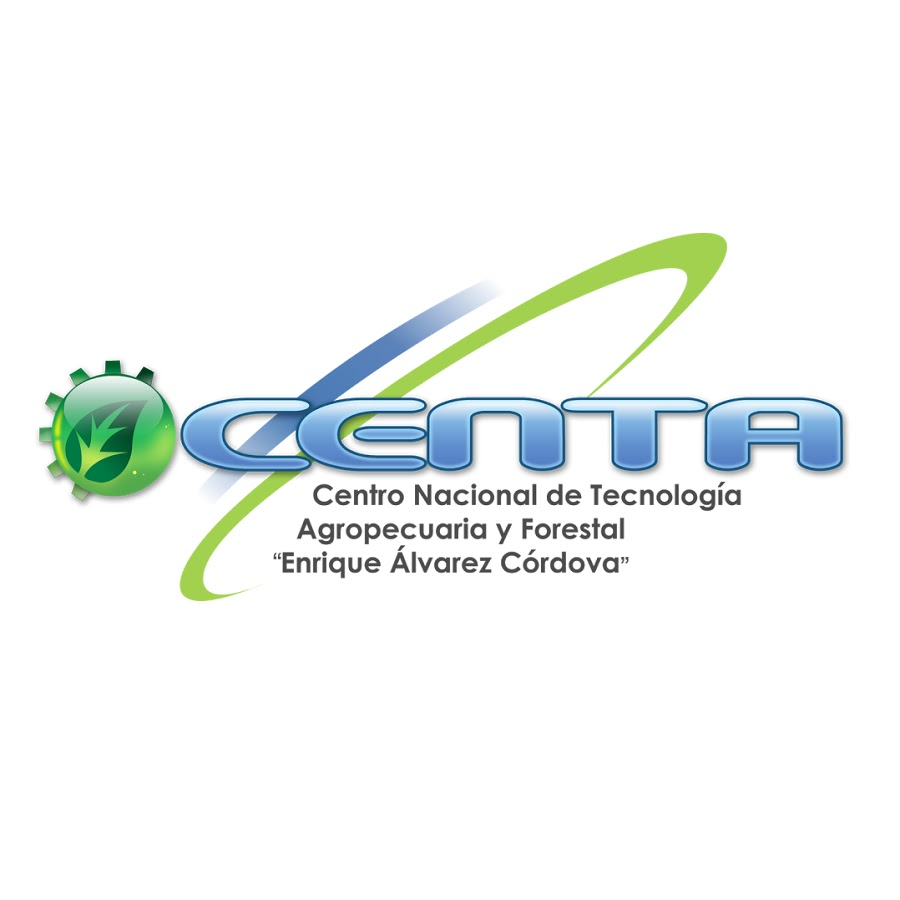 CENTA
Centro Nacional de Tecnología
Agropecuaria y Forestal
“Enrique Álvarez Córdova”